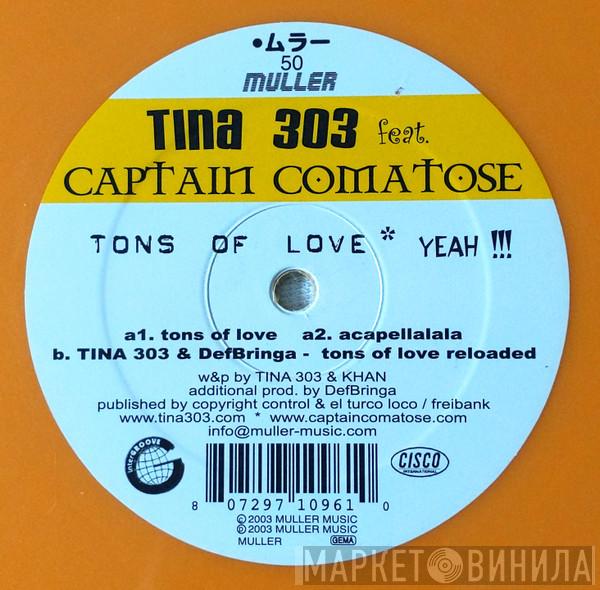 •ムラー
50
MULLER
Tina 303 feat.
CAPTAIN COMATOSE
TONS OF LOVE* YEAH !!!
a1. tons of love a2. acapellalala
b. TINA 303 & DefBringa - tons of love reloaded
w&p by TINA 303 & KHAN
additional prod. by DefBringa
published by copyright control & el turco loco / freibank
www.tina303.com * www.captaincomatose.com
info@muller-music.com
interGROOVE
CISCO
INTERNATIONAL
8 07297 10961 0
©2003 MULLER MUSIC
℗2003 MULLER MUSIC
MULLER GEMA
МАРКЕТ ВИНИЛА